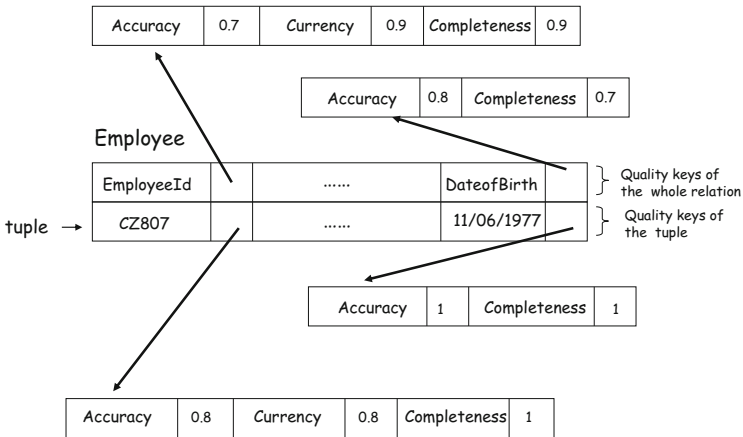 Accuracy 0.7 Currency 0.9 Completeness 0.9
Accuracy 0.8 Completeness 0.7
Employee
EmployeeId ...... DateofBirth
Quality keys of
the whole relation
tuple CZ807 ...... 11/06/1977
Quality keys of
the tuple
Accuracy 1 Completeness 1
Accuracy 0.8 Currency 0.8 Completeness 1